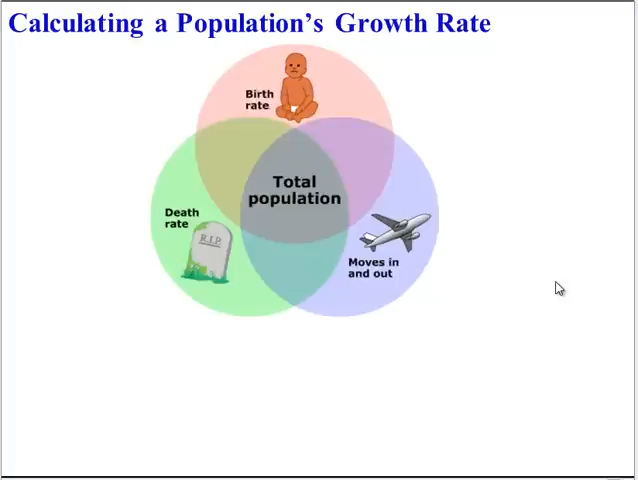 Calculating a Population's Growth Rate
Birth
rate
Total
population
Death
rate
R.I.P.
Moves in
and out